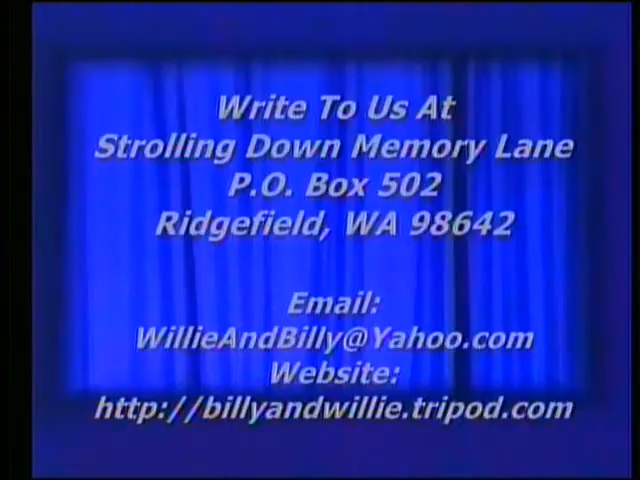 Write To Us At
Strolling Down Memory Lane
P.O. Box 502
Ridgefield, WA 98642
Email:
WillieAndBilly@Yahoo.com
Website:
http://billyandwillie.tripod.com